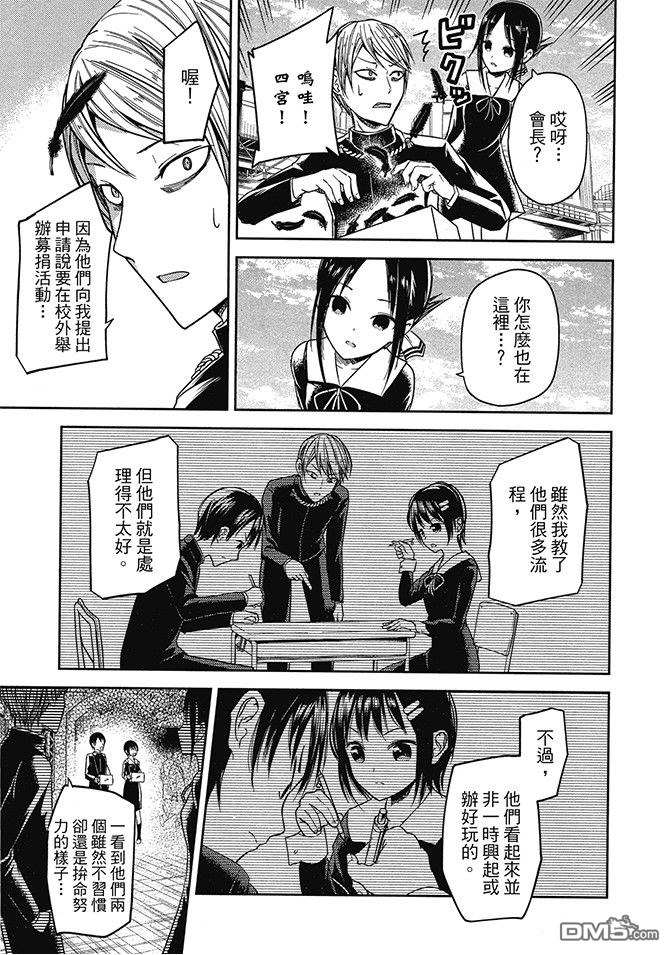 哎呀⋯
會長？
ビクッ
嗚哇！
四宮！
喔！
因為他們向我提出
申請說要在校外舉
辦募捐活動⋯
你怎麼也在
這裡⋯？
雖然我教了
他們很多流
程，
但他們就是處
理得不太好。
不過，
他們看起來並
非一時興起或
辦好玩的。
一看到他們兩
個雖然不習慣
卻還是拚命努
力的樣子⋯
DM5.com